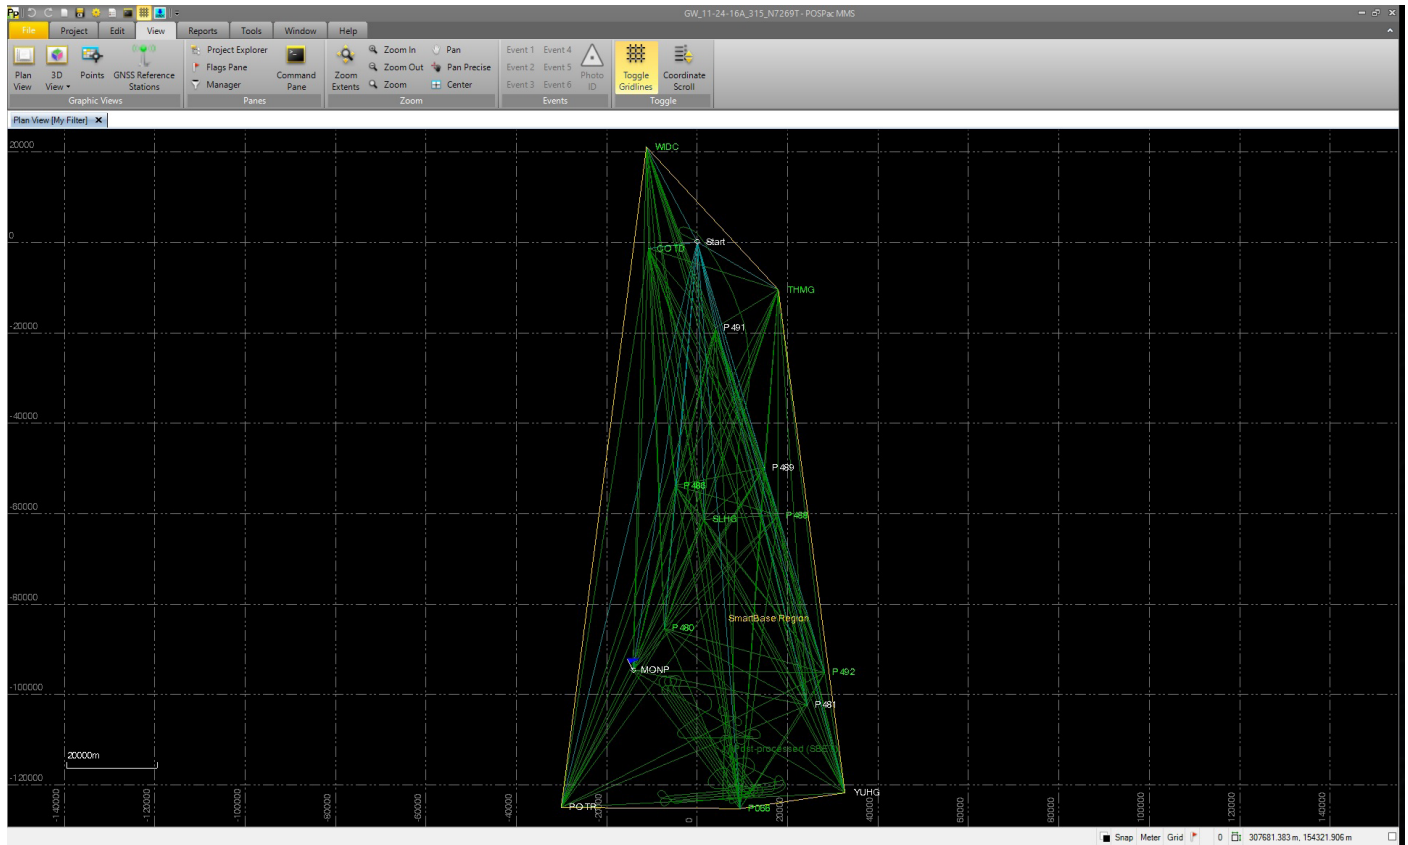 GW_11-24-16A_315_N7269T - POSPac MMS
File Project Edit View Reports Tools Window Help
Project Explorer Zoom In Pan Event 1 Event 4
Flags Pane Zoom Out Pan Precise Event 2 Event 5
Manager Zoom Center Event 3 Event 6
Plan View
3D View
Points
GNSS Reference Stations
Command Pane
Zoom Extents
Photo ID
Toggle Gridlines
Coordinate Scroll
Graphic Views Panes Zoom Events Toggle
Plan View [My Filter]
20000
WIDC
0
Start
COTD
THMG
-20000
P491
-40000
P489
P486
-60000
SLHG
P488
-80000
SmartBase Region
P480
MONP
P492
-100000
P481
Post-processed (SBET)
20000m
-120000
YUHG
POTR
P066
-140000 -120000 -100000 -80000 -60000 -40000 -20000 0 20000 40000 60000 80000 100000 120000 140000
Snap Meter Grid 0 307681.383 m, 154321.906 m